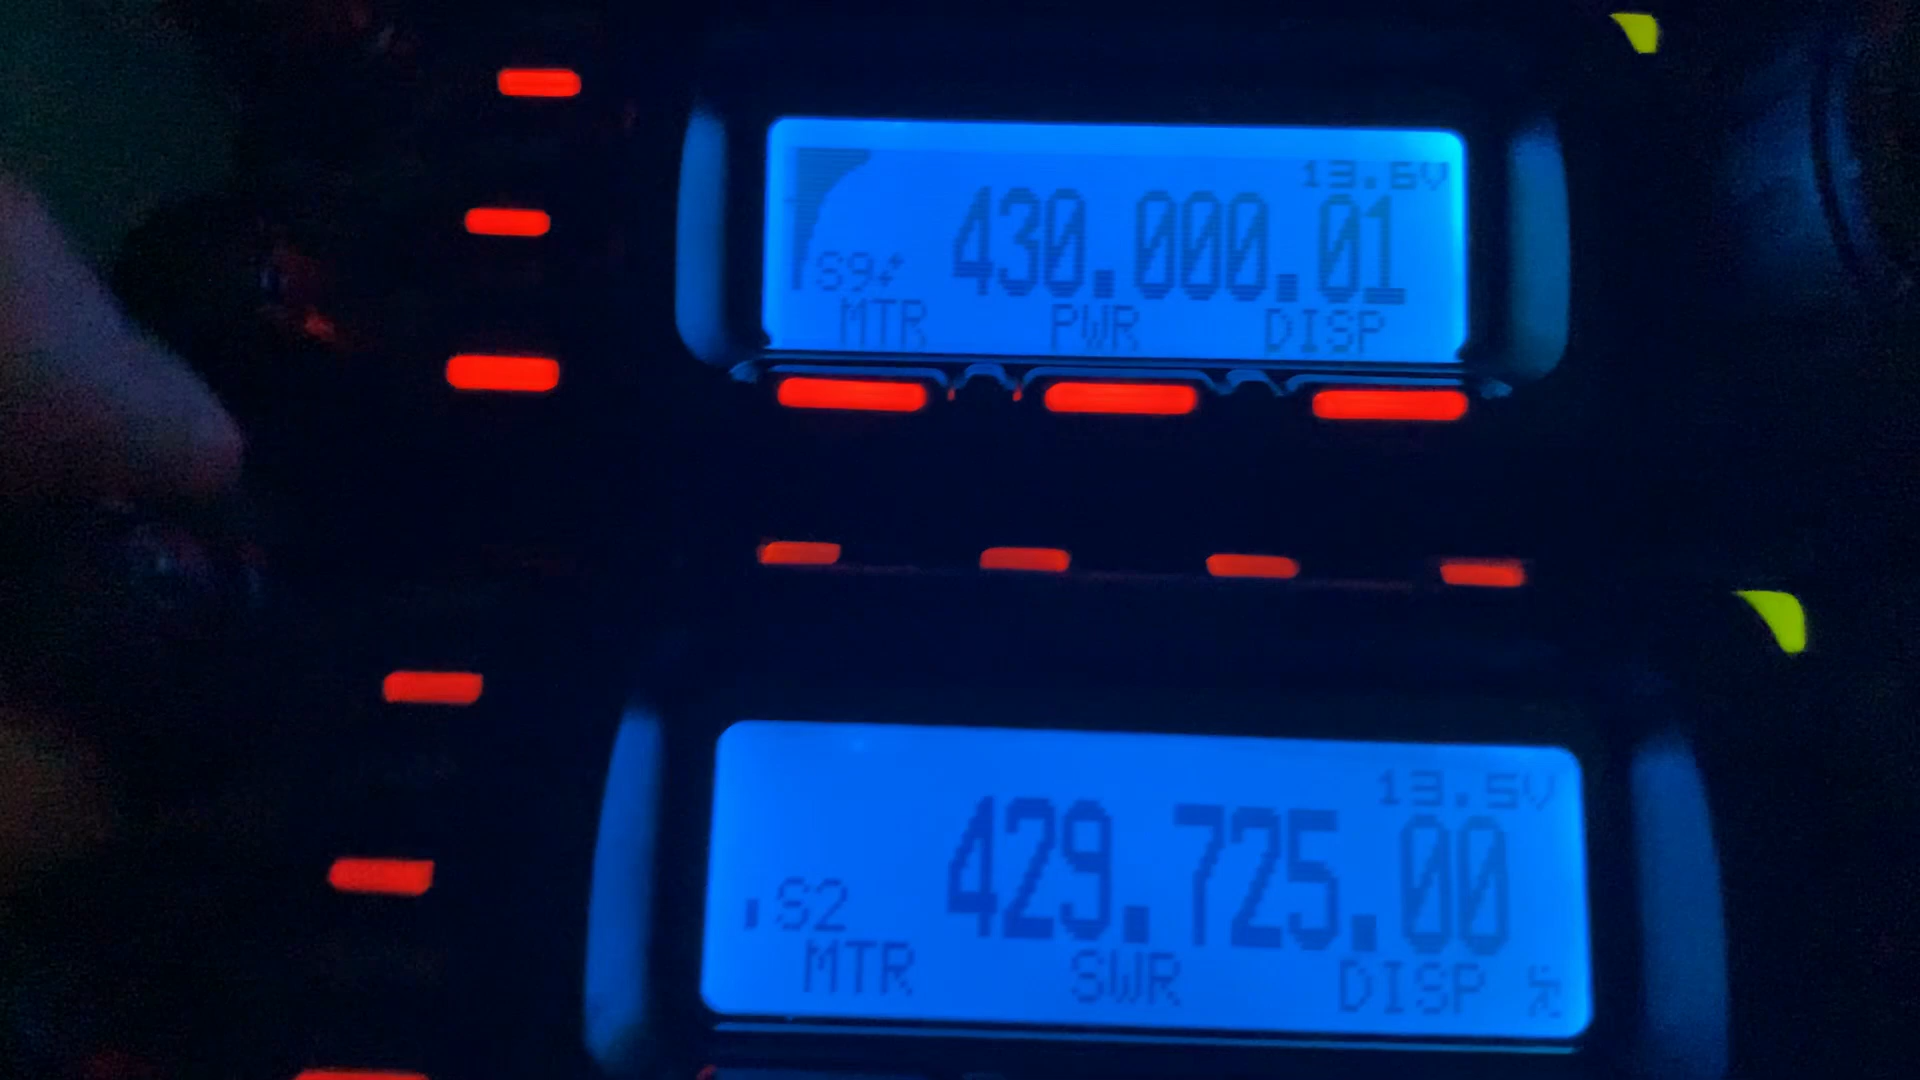 13.6V
S9+ 430.000.01
MTR PWR DISP
13.5V
S2 429.725.00
MTR SWR DISP